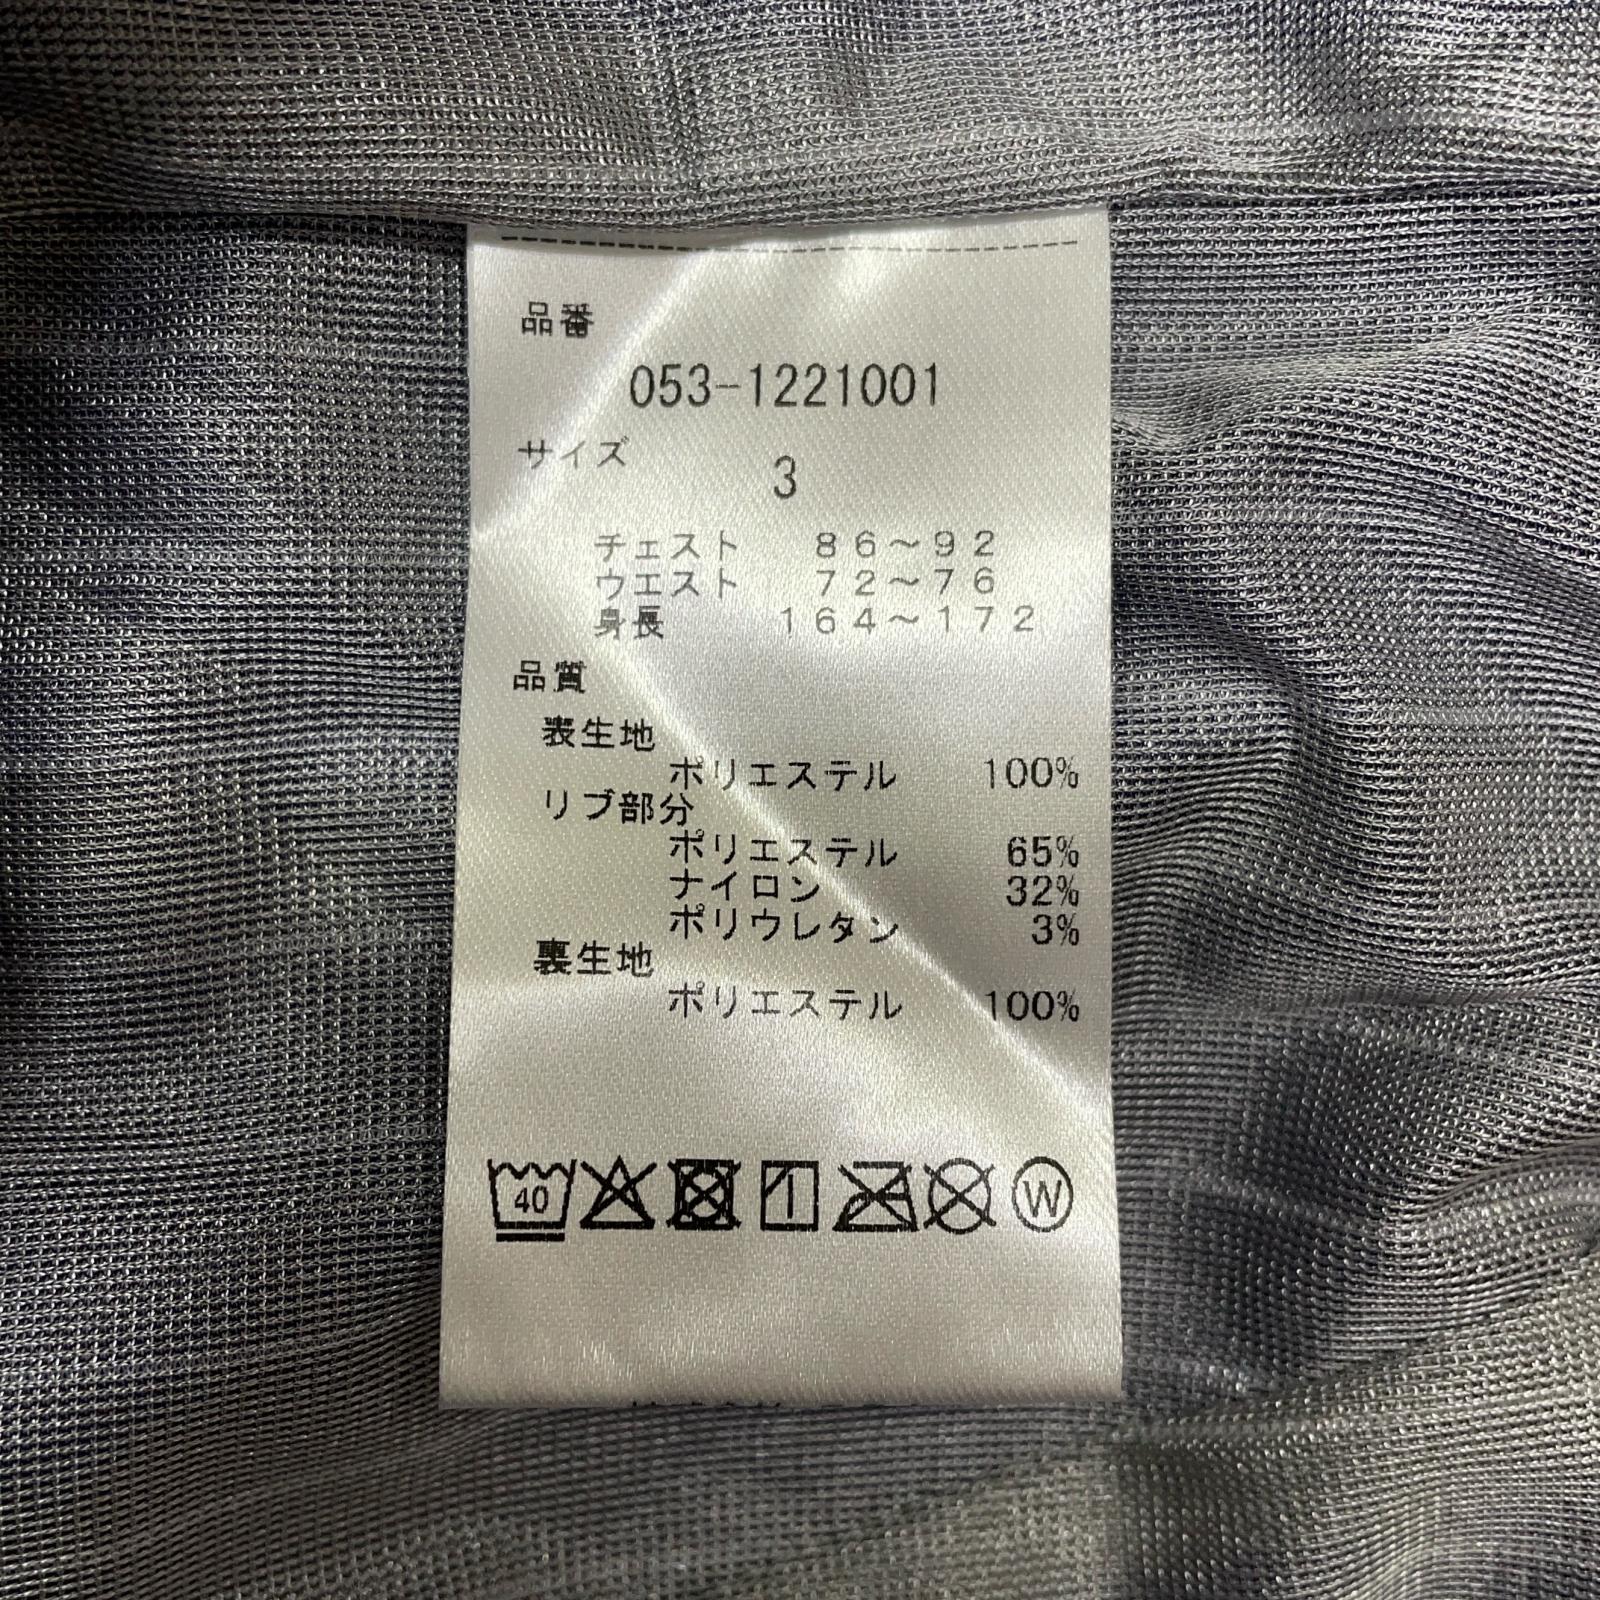 品番
053-1221001
サイズ 3
チェスト 86～92
ウエスト 72～76
身長 164～172
品質
表生地
ポリエステル 100%
リブ部分
ポリエステル 65%
ナイロン 32%
ポリウレタン 3%
裏生地
ポリエステル 100%
40
W